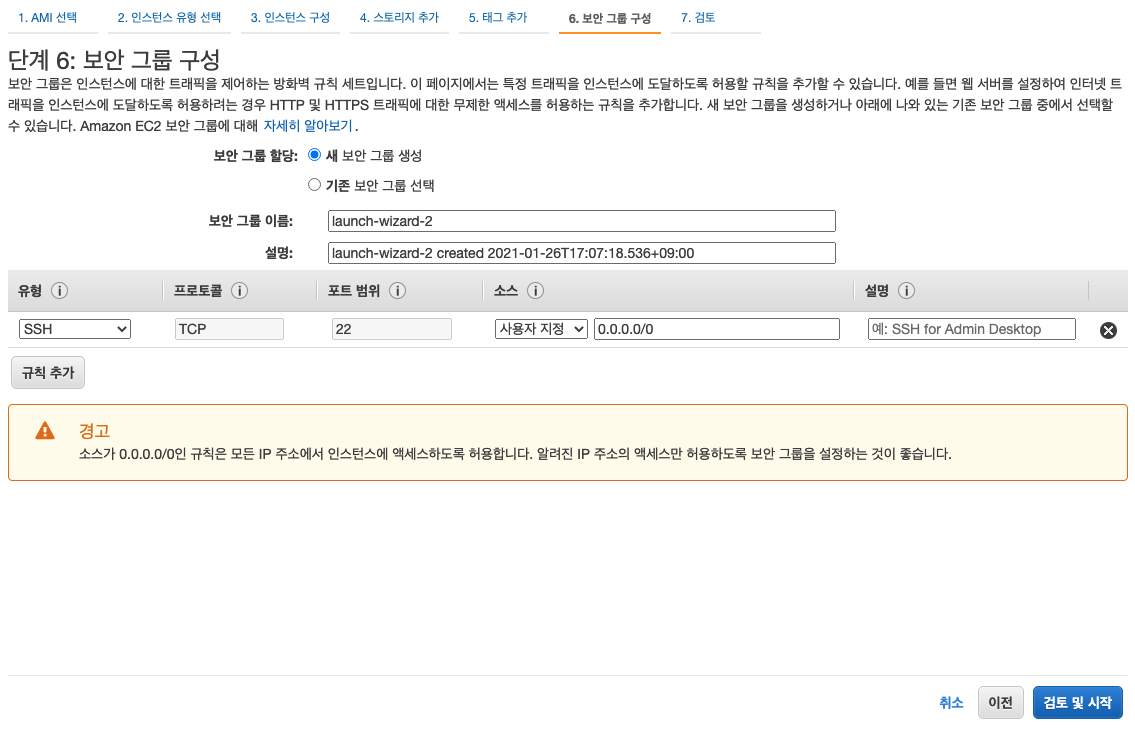 1. AMI 선택 2. 인스턴스 유형 선택 3. 인스턴스 구성 4. 스토리지 추가 5. 태그 추가 6. 보안 그룹 구성 7. 검토
단계 6: 보안 그룹 구성
보안 그룹은 인스턴스에 대한 트래픽을 제어하는 방화벽 규칙 세트입니다. 이 페이지에서는 특정 트래픽을 인스턴스에 도달하도록 허용할 규칙을 추가할 수 있습니다. 예를 들면 웹 서버를 설정하여 인터넷 트
래픽을 인스턴스에 도달하도록 허용하려는 경우 HTTP 및 HTTPS 트래픽에 대한 무제한 액세스를 허용하는 규칙을 추가합니다. 새 보안 그룹을 생성하거나 아래에 나와 있는 기존 보안 그룹 중에서 선택할
수 있습니다. Amazon EC2 보안 그룹에 대해 자세히 알아보기.
보안 그룹 할당: 새 보안 그룹 생성
기존 보안 그룹 선택
보안 그룹 이름: launch-wizard-2
설명: launch-wizard-2 created 2021-01-26T17:07:18.536+09:00
유형 i 프로토콜 i 포트 범위 i 소스 i 설명 i
SSH TCP 22 사용자 지정 0.0.0.0/0 예: SSH for Admin Desktop
규칙 추가
경고
소스가 0.0.0.0/0인 규칙은 모든 IP 주소에서 인스턴스에 액세스하도록 허용합니다. 알려진 IP 주소의 액세스만 허용하도록 보안 그룹을 설정하는 것이 좋습니다.
취소 이전 검토 및 시작